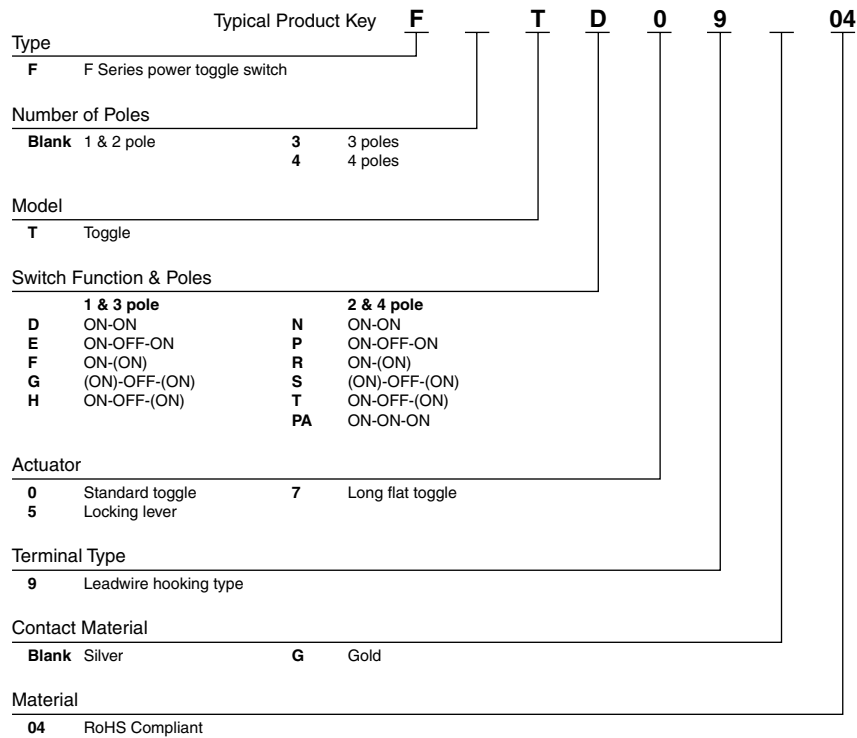 Typical Product Key F T D 0 9 04
Type
F F Series power toggle switch
Number of Poles
Blank 1 & 2 pole 3 3 poles
4 4 poles
Model
T Toggle
Switch Function & Poles
1 & 3 pole 2 & 4 pole
D ON-ON N ON-ON
E ON-OFF-ON P ON-OFF-ON
F ON-(ON) R ON-(ON)
G (ON)-OFF-(ON) S (ON)-OFF-(ON)
H ON-OFF-(ON) T ON-OFF-(ON)
PA ON-ON-ON
Actuator
0 Standard toggle 7 Long flat toggle
5 Locking lever
Terminal Type
9 Leadwire hooking type
Contact Material
Blank Silver G Gold
Material
04 RoHS Compliant